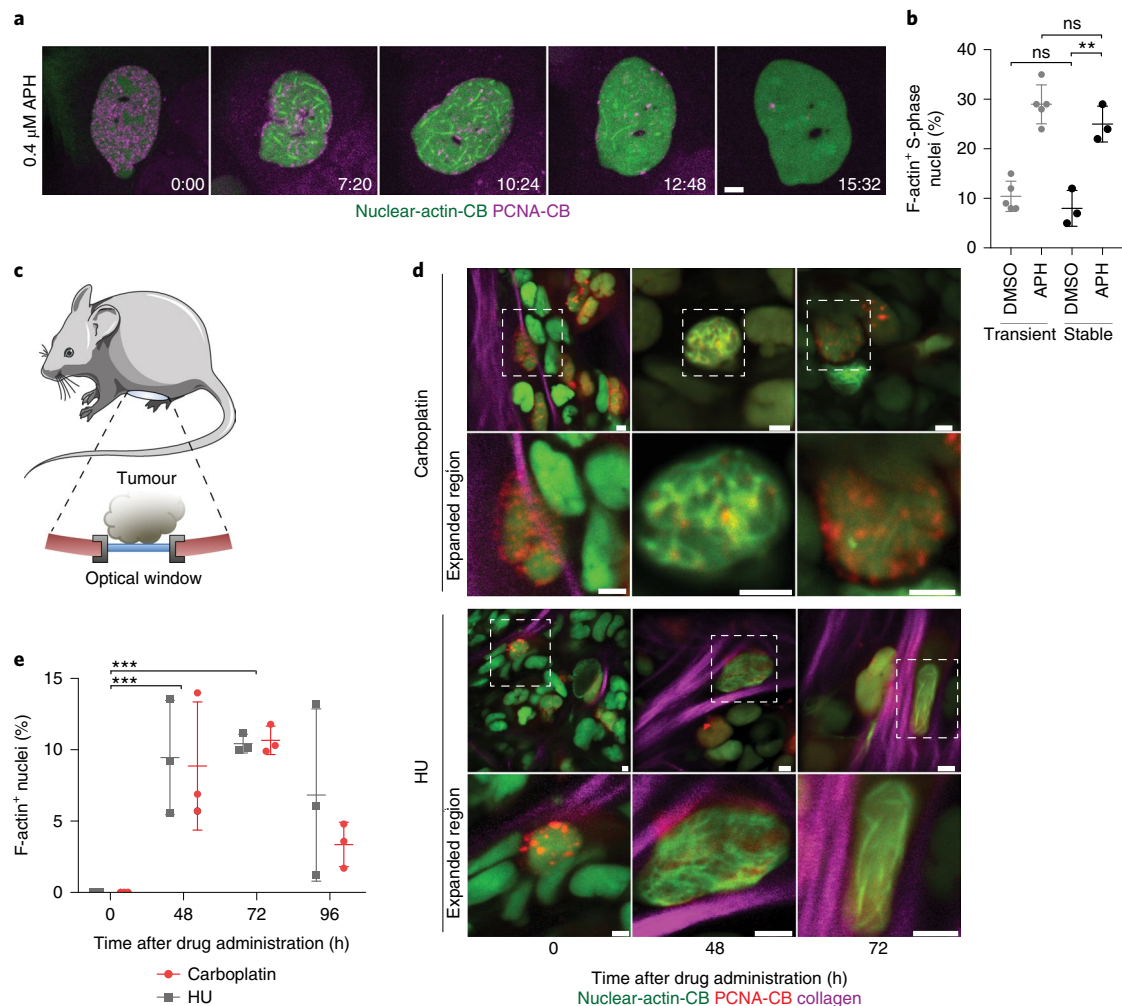 a
0.4 μM APH
0:00
7:20
10:24
12:48
15:32
Nuclear-actin-CB PCNA-CB
b
F-actin⁺ S-phase
nuclei (%)
40
30
20
10
0
ns
ns
**
DMSO
APH
DMSO
APH
Transient
Stable
c
Tumour
Optical window
d
Carboplatin
Expanded region
HU
Expanded region
0
48
72
Time after drug administration (h)
Nuclear-actin-CB PCNA-CB collagen
e
F-actin⁺ nuclei (%)
15
10
5
0
***
***
0
48
72
96
Time after drug administration (h)
Carboplatin
HU